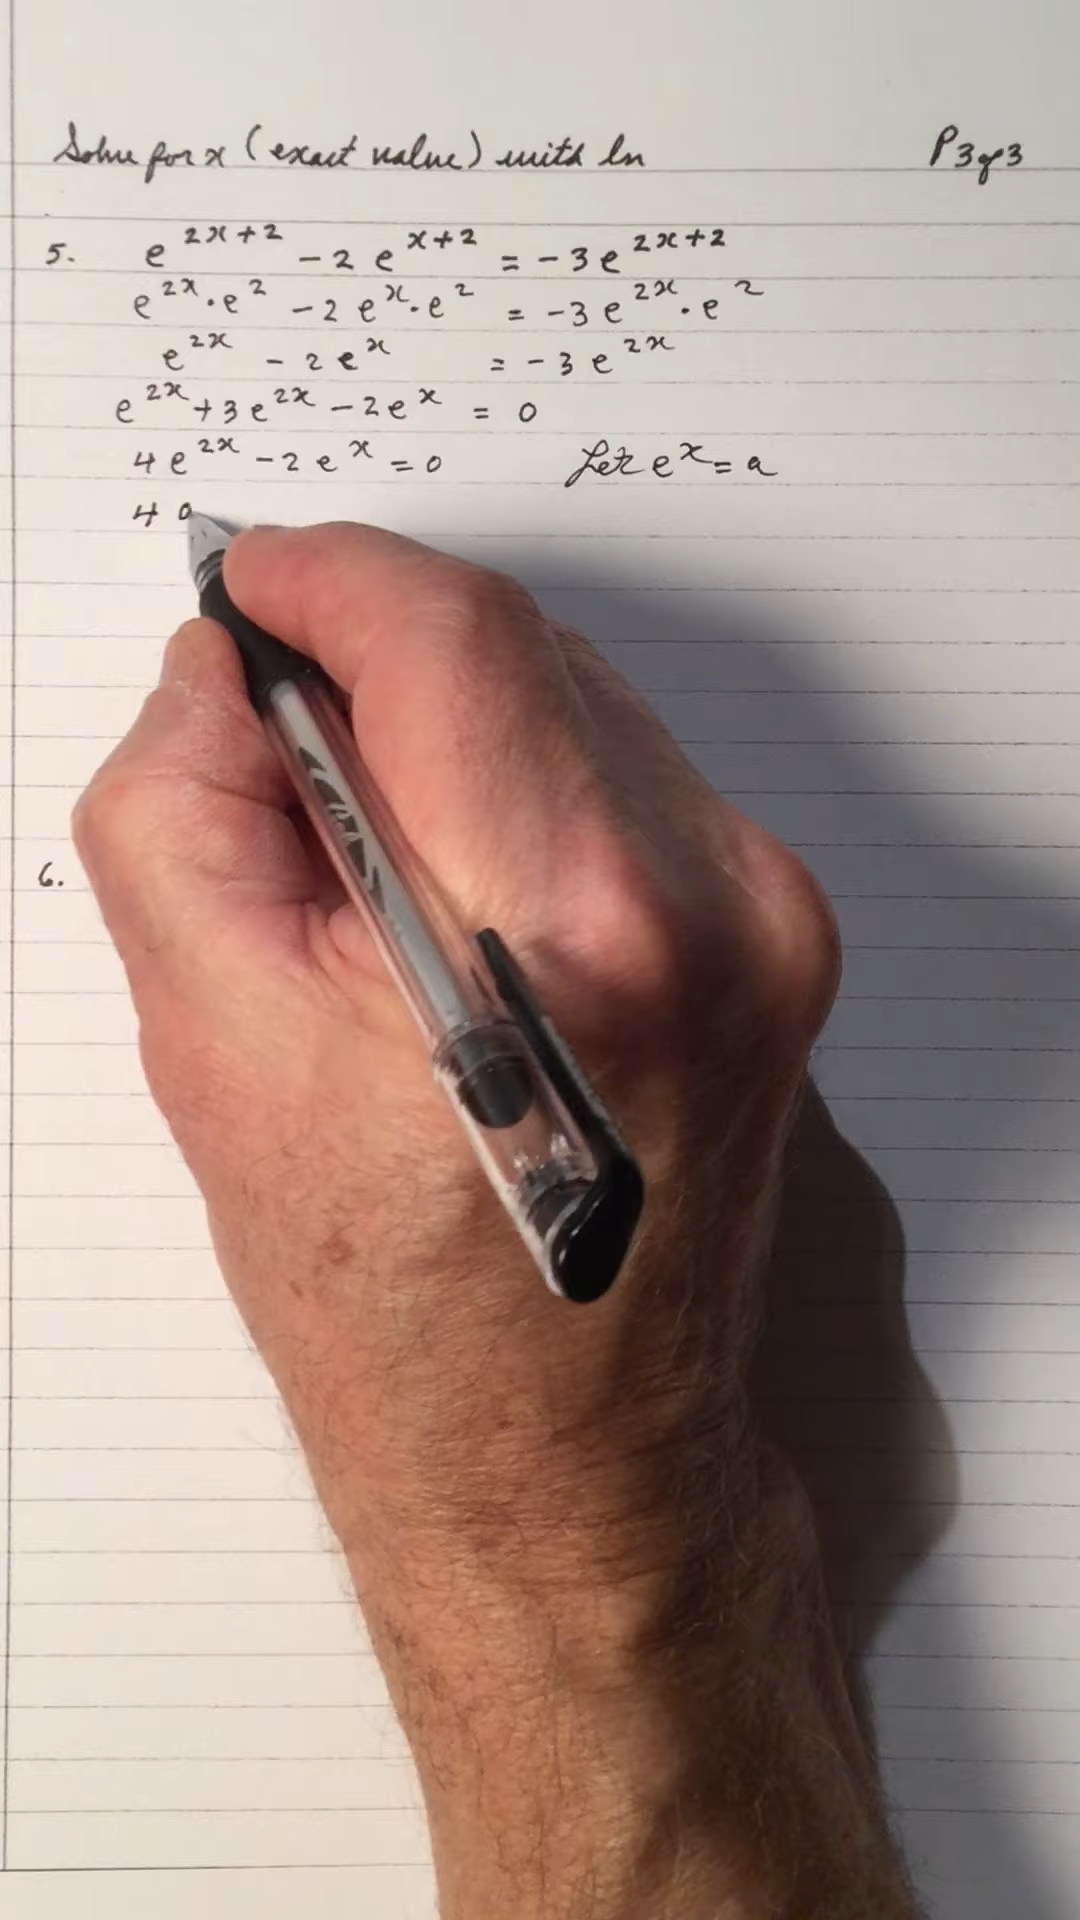 Solve for x (exact value) with ln P 3 of 3
5. e^{2x+2} - 2e^{x+2} = -3e^{2x+2}
e^{2x} · e^2 - 2e^x · e^2 = -3e^{2x} · e^2
e^{2x} - 2e^x = -3e^{2x}
e^{2x} + 3e^{2x} - 2e^x = 0
4e^{2x} - 2e^x = 0 Let e^x = a
4a
6.